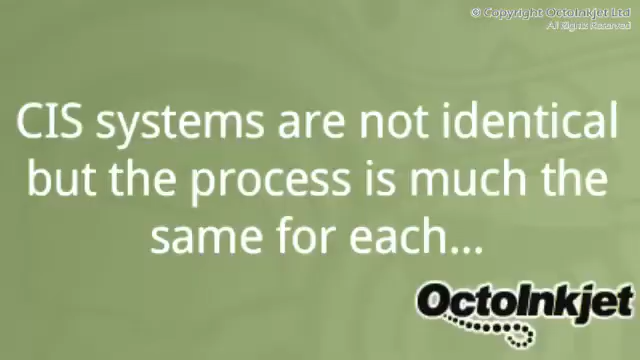 © Copyright OctoInkjet Ltd
All Rights Reserved
CIS systems are not identical
but the process is much the
same for each...
OctoInkjet